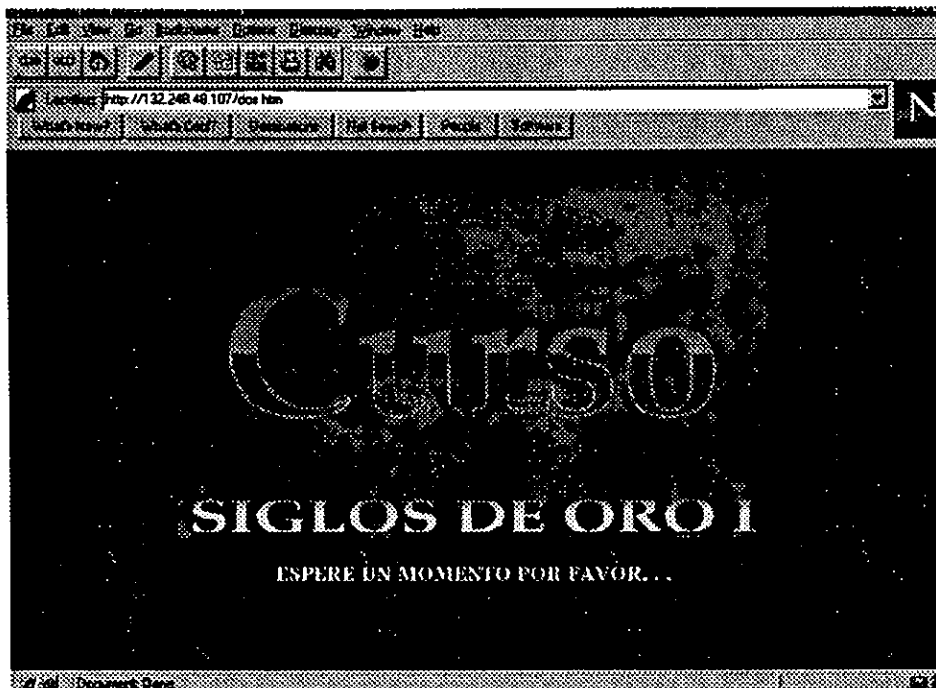 File Edit View Go Bookmarks Options Directory Window Help
Location: http://132.248.48.107/dos.htm
What's New? What's Cool? Destinations Net Search People Software
N
Curso
SIGLOS DE ORO I
ESPERE UN MOMENTO POR FAVOR. . .
Document: Done